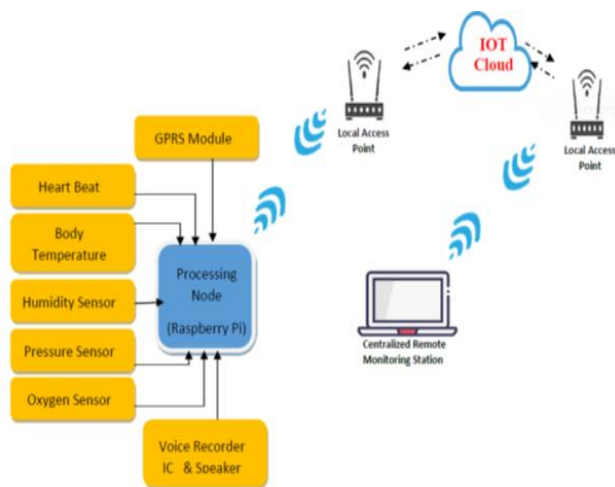 IOT
Cloud
Local Access
Point
Local Access
Point
GPRS Module
Heart Beat
Body
Temperature
Humidity Sensor
Pressure Sensor
Oxygen Sensor
Processing
Node
(Raspberry Pi)
Voice Recorder
IC & Speaker
Centralized Remote
Monitoring Station